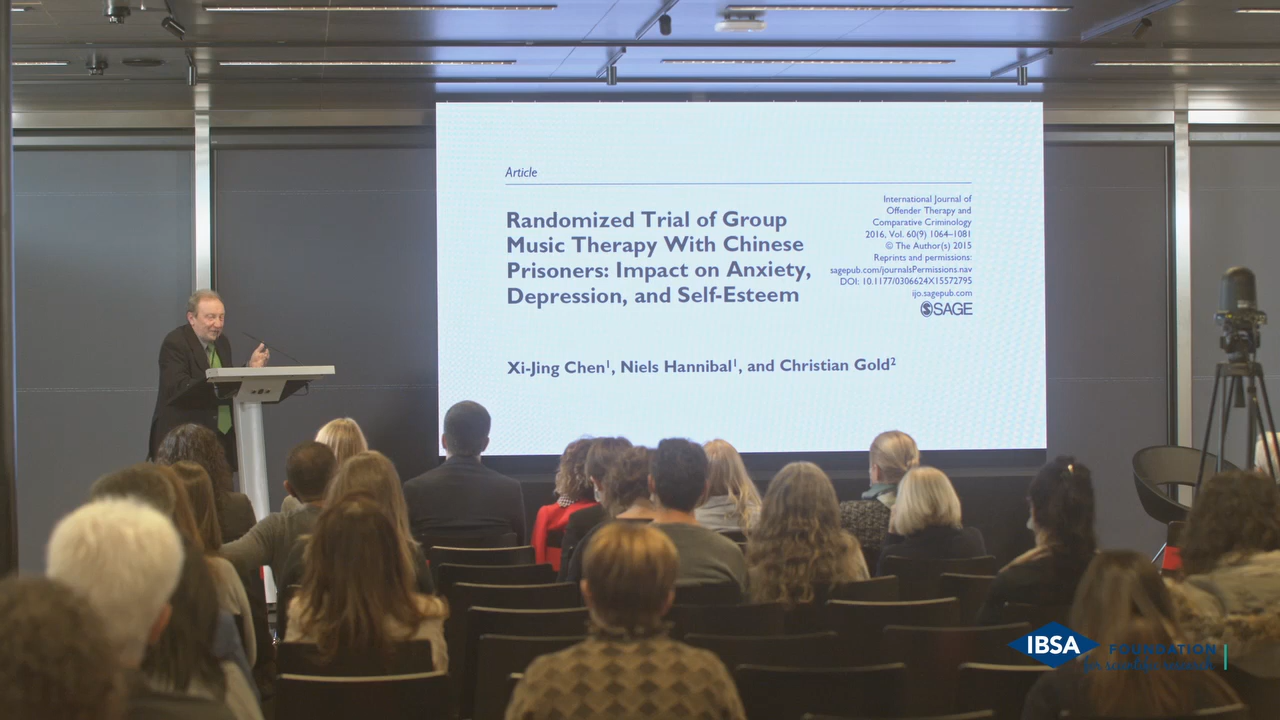 Article
Randomized Trial of Group
Music Therapy With Chinese
Prisoners: Impact on Anxiety,
Depression, and Self-Esteem
International Journal of
Offender Therapy and
Comparative Criminology
2016, Vol. 60(9) 1064–1081
© The Author(s) 2015
Reprints and permissions:
sagepub.com/journalsPermissions.nav
DOI: 10.1177/0306624X15572795
ijo.sagepub.com
SAGE
Xi-Jing Chen¹, Niels Hannibal¹, and Christian Gold²
IBSA FOUNDATION
for scientific research